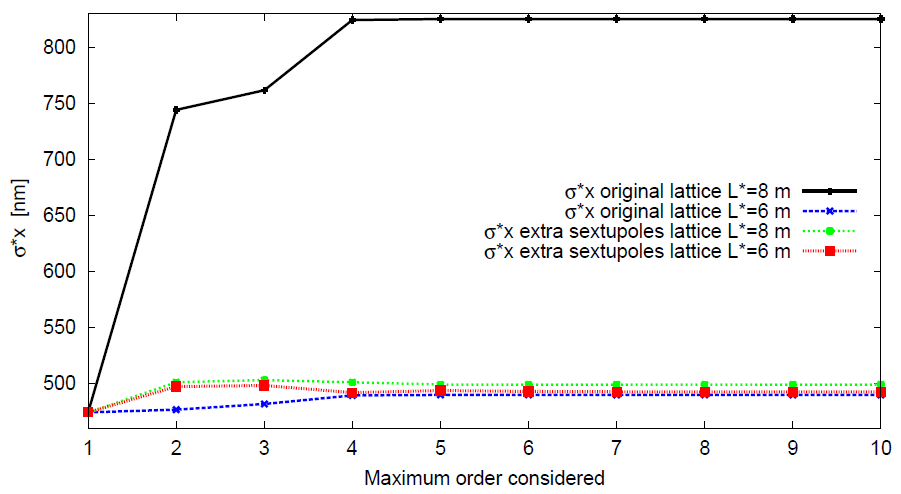 800
750
700
650
600
550
500
σ*x [nm]
σ*x original lattice L*=8 m
σ*x original lattice L*=6 m
σ*x extra sextupoles lattice L*=8 m
σ*x extra sextupoles lattice L*=6 m
1 2 3 4 5 6 7 8 9 10
Maximum order considered